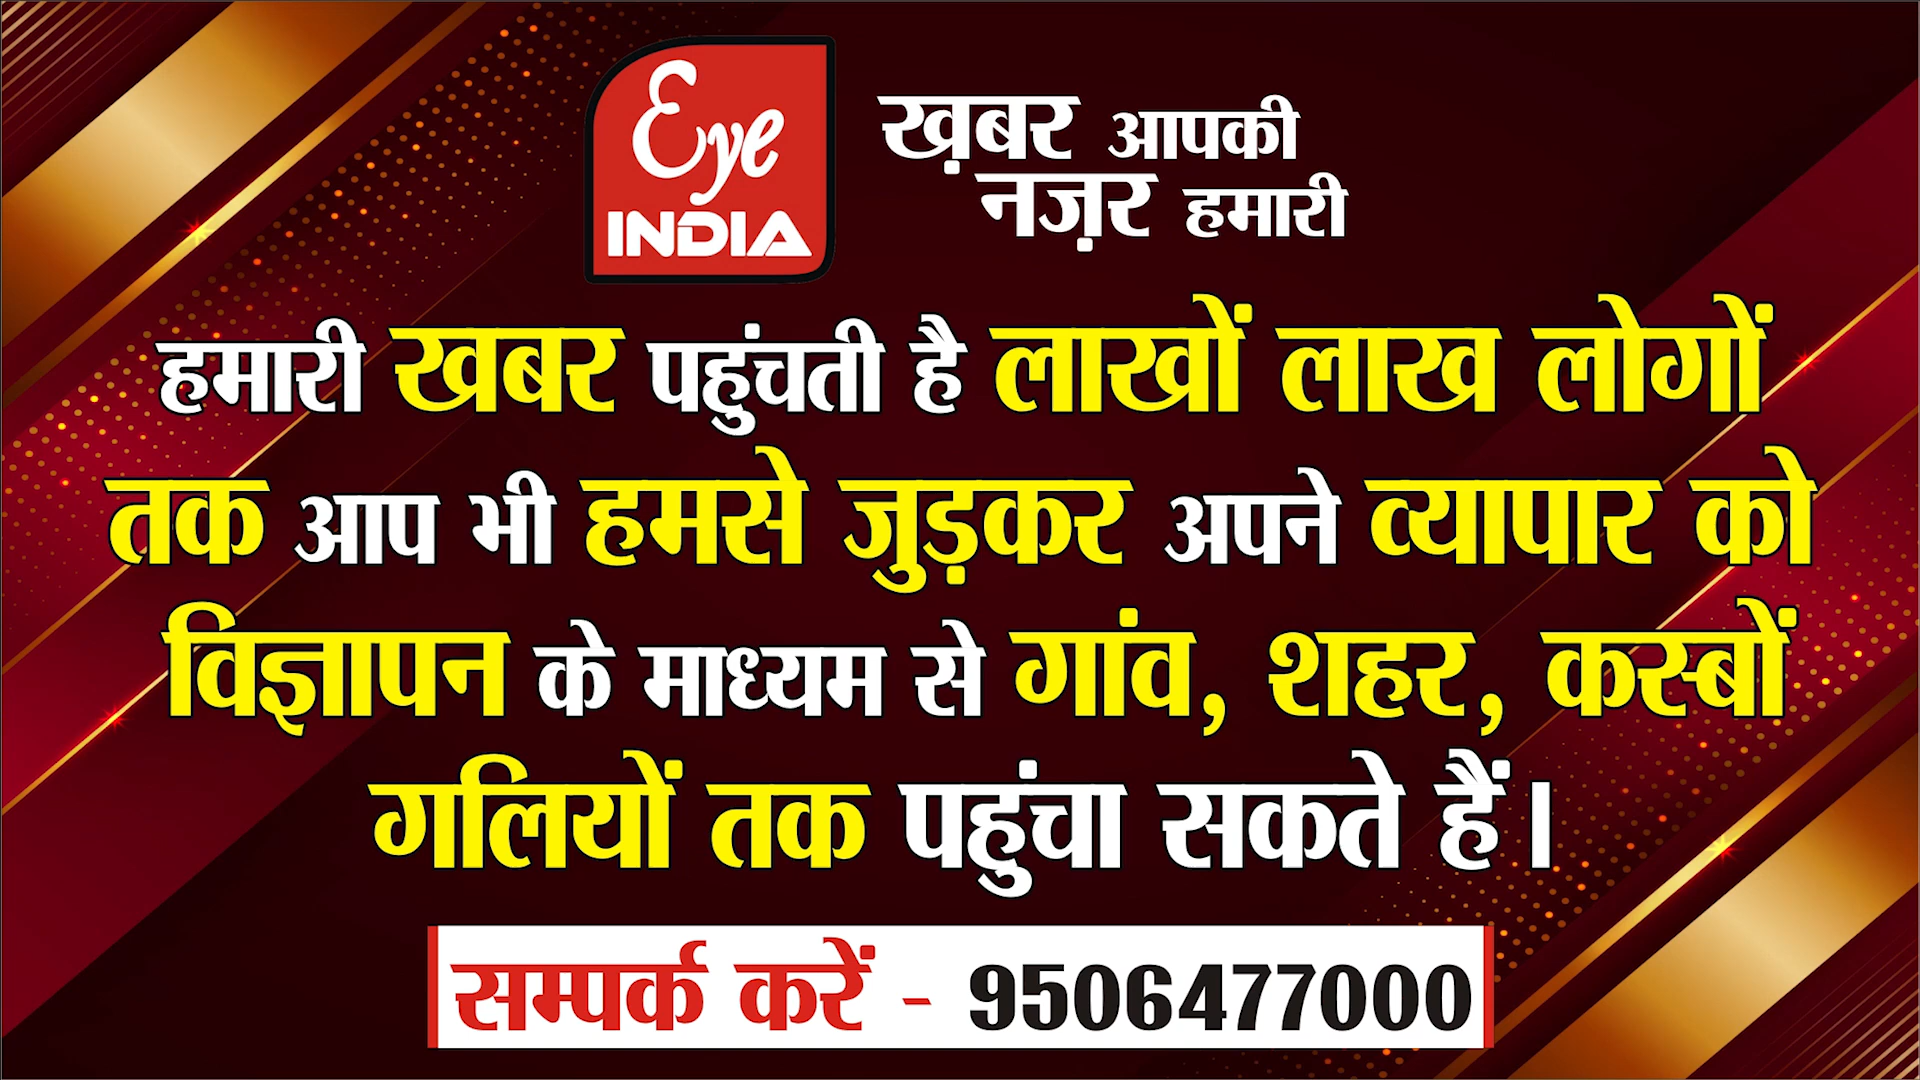 Eye
INDIA
ख़बर आपकी
नज़र हमारी
हमारी खबर पहुंचती है लाखों लाख लोगों
तक आप भी हमसे जुड़कर अपने व्यापार को
विज्ञापन के माध्यम से गांव, शहर, कस्बों
गलियों तक पहुंचा सकते हैं।
सम्पर्क करें - 9506477000